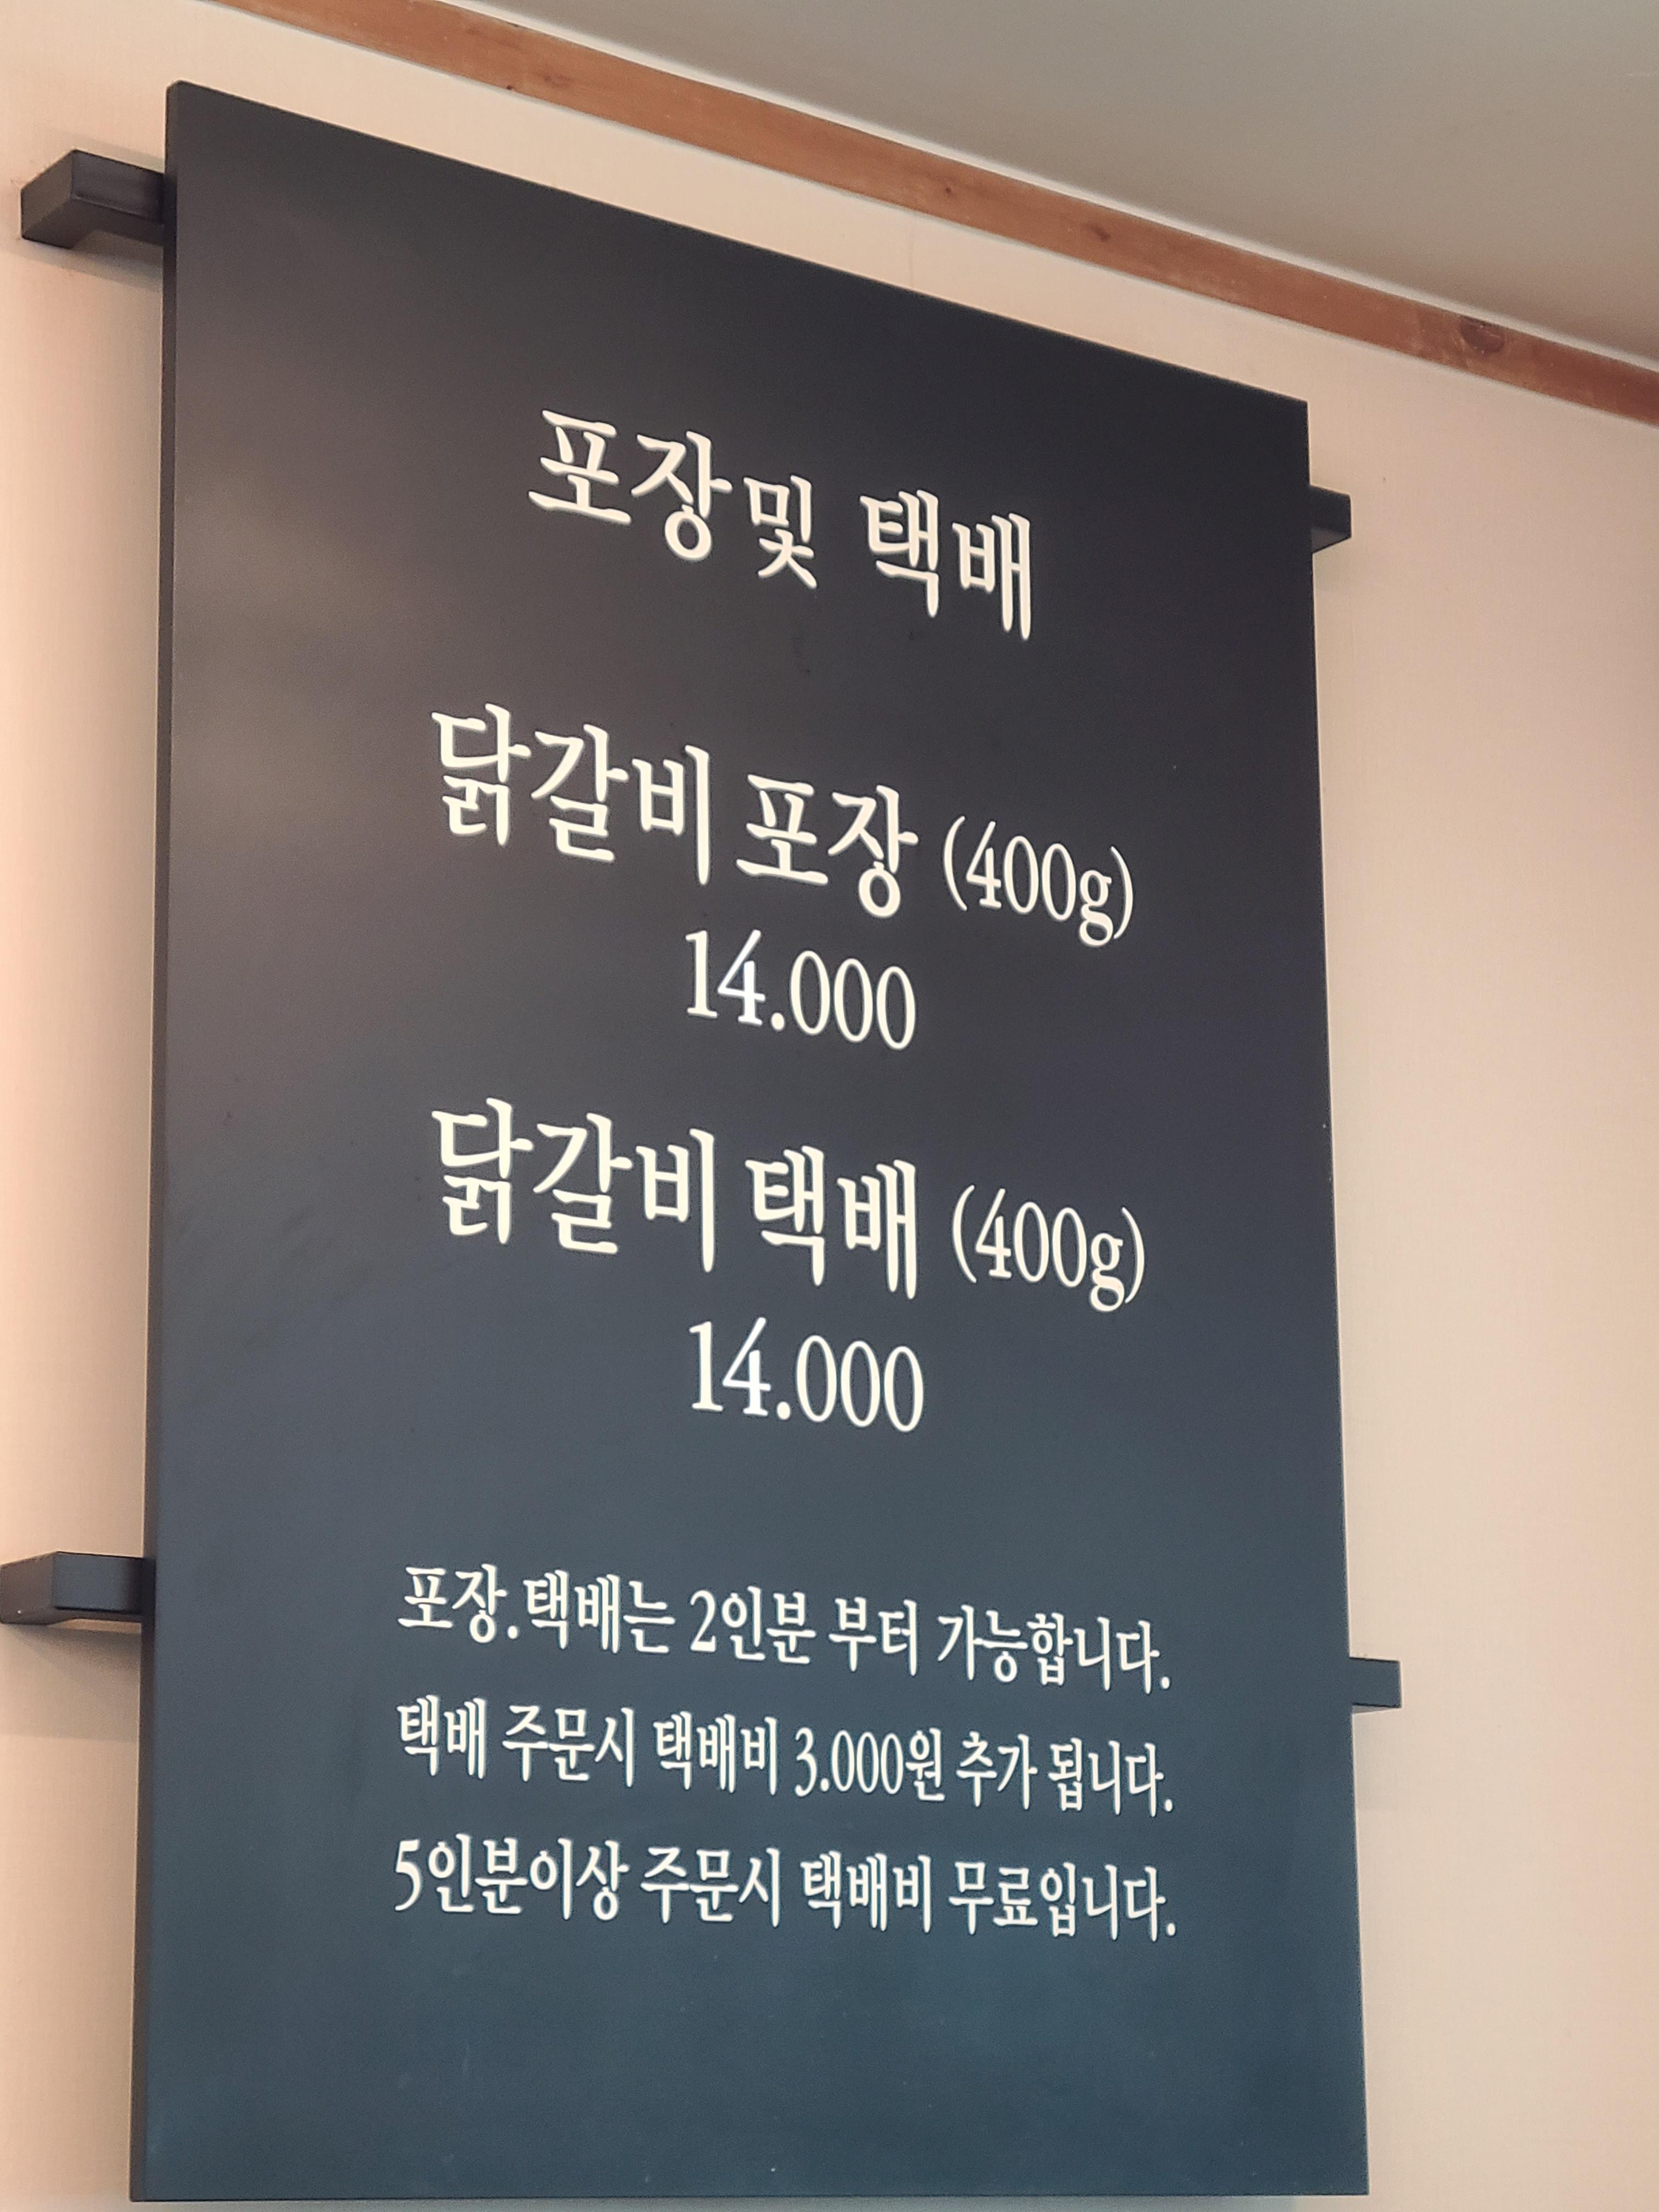 포장및 택배
닭갈비 포장 (400g)
14.000
닭갈비 택배 (400g)
14.000
포장.택배는 2인분 부터 가능합니다.
택배 주문시 택배비 3.000원 추가 됩니다.
5인분이상 주문시 택배비 무료입니다.